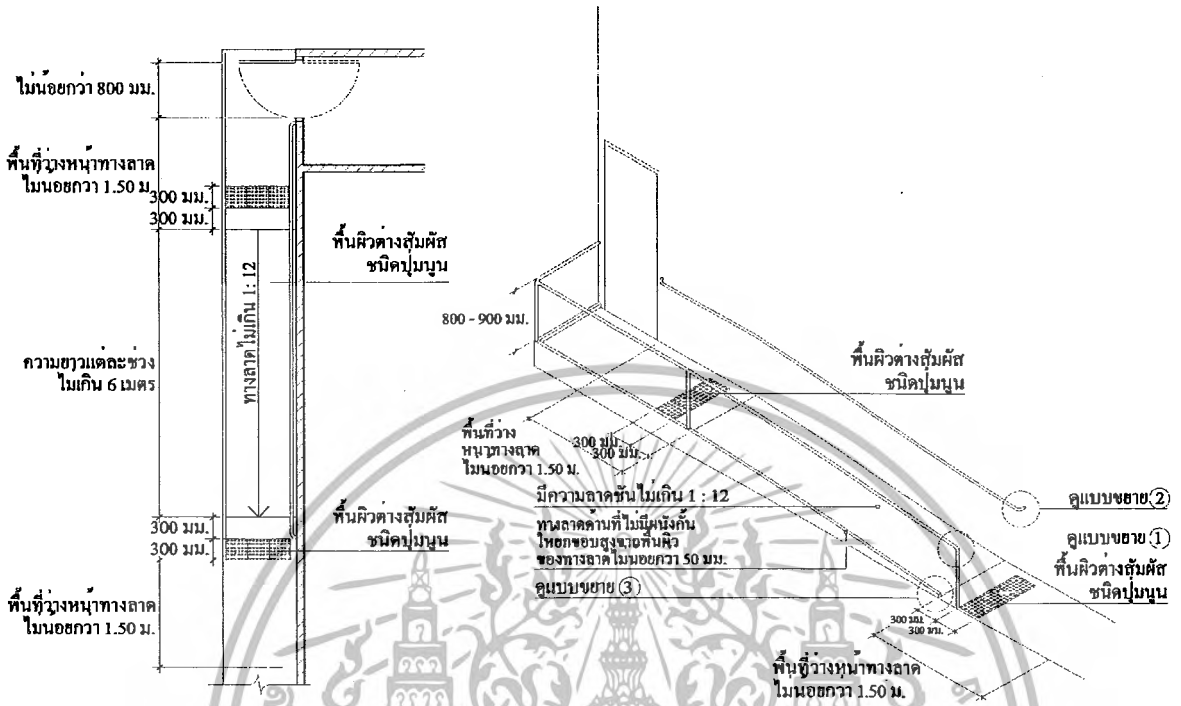 ไม่น้อยกว่า 800 มม.
พื้นที่ว่างหน้าทางลาด
ไม่น้อยกว่า 1.50 ม.
300 มม.
300 มม.
พื้นผิวต่างสัมผัส
ชนิดปุ่มนูน
ทางลาดไม่เกิน 1 : 12
ความยาวแต่ละช่วง
ไม่เกิน 6 เมตร
300 มม.
300 มม.
พื้นผิวต่างสัมผัส
ชนิดปุ่มนูน
พื้นที่ว่างหน้าทางลาด
ไม่น้อยกว่า 1.50 ม.
800 - 900 มม.
พื้นผิวต่างสัมผัส
ชนิดปุ่มนูน
พื้นที่ว่าง
หน้าทางลาด
ไม่น้อยกว่า 1.50 ม.
300 มม.
300 มม.
มีความลาดชันไม่เกิน 1 : 12
ทางลาดด้านที่ไม่มีผนังกั้น
ให้ยกขอบสูงจากพื้นผิว
ของทางลาดไม่น้อยกว่า 50 มม.
ดูแบบขยาย 3
ดูแบบขยาย 2
ดูแบบขยาย 1
พื้นผิวต่างสัมผัส
ชนิดปุ่มนูน
300 มม.
300 มม.
พื้นที่ว่างหน้าทางลาด
ไม่น้อยกว่า 1.50 ม.